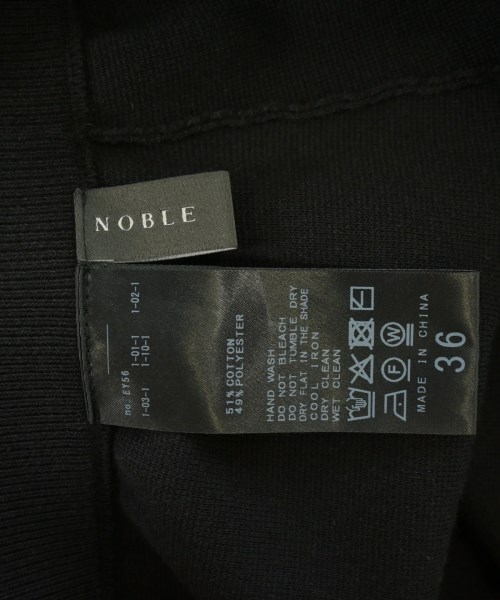 NOBLE
no. EY56
1-03-1
1-01-1
1-10-1
1-02-1
51% COTTON
49% POLYESTER
HAND WASH
DO NOT BLEACH
DO NOT TUMBLE DRY
DRY FLAT IN THE SHADE
COOL IRON
DRY CLEAN
WET CLEAN
F W
MADE IN CHINA
36